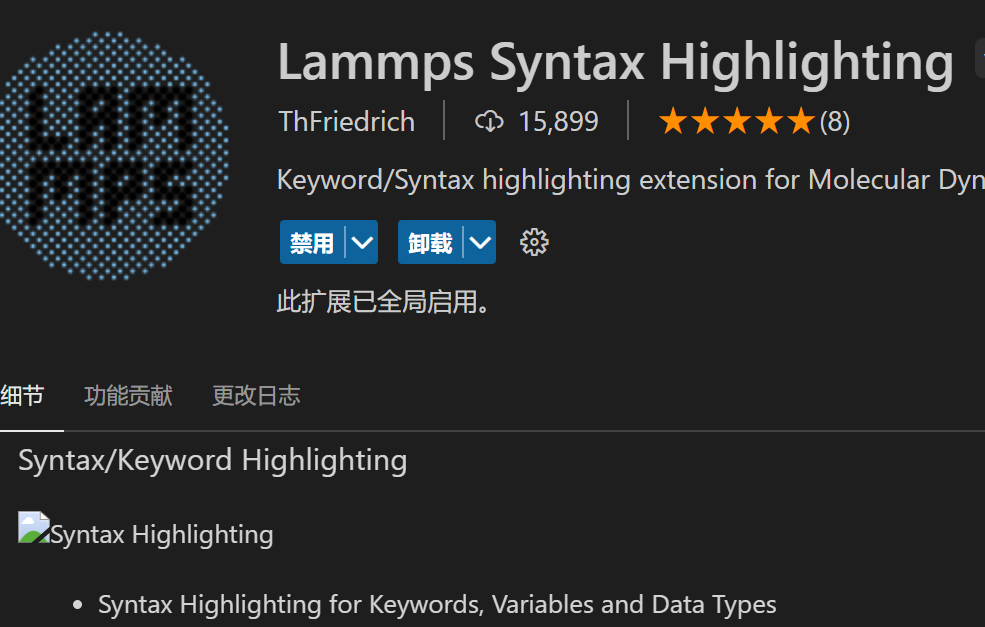 LAM
MPS
Lammps Syntax Highlighting
ThFriedrich 15,899 (8)
Keyword/Syntax highlighting extension for Molecular Dyn
禁用 卸载
此扩展已全局启用。
细节 功能贡献 更改日志
Syntax/Keyword Highlighting
Syntax Highlighting
• Syntax Highlighting for Keywords, Variables and Data Types